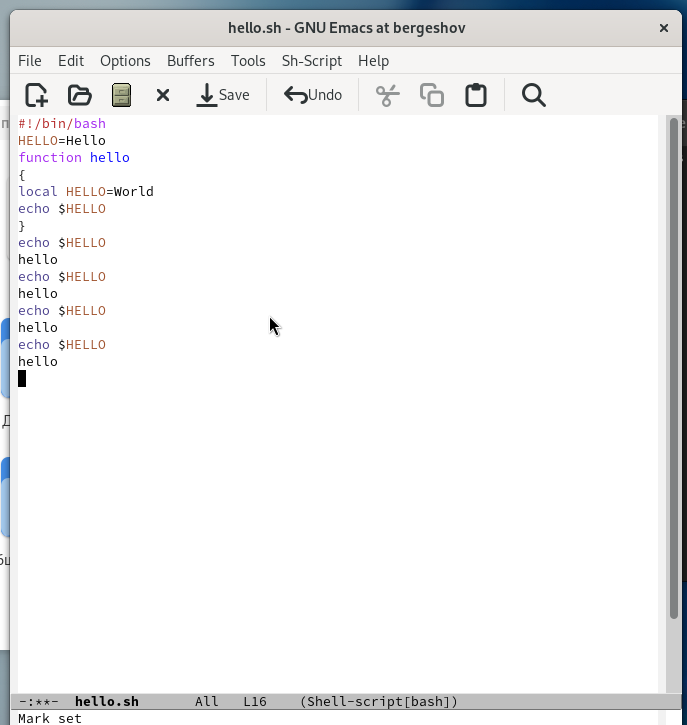 hello.sh - GNU Emacs at bergeshov
File Edit Options Buffers Tools Sh-Script Help
Save Undo
#!/bin/bash
HELLO=Hello
function hello
{
local HELLO=World
echo $HELLO
}
echo $HELLO
hello
echo $HELLO
hello
echo $HELLO
hello
echo $HELLO
hello
-:**- hello.sh All L16 (Shell-script[bash])
Mark set